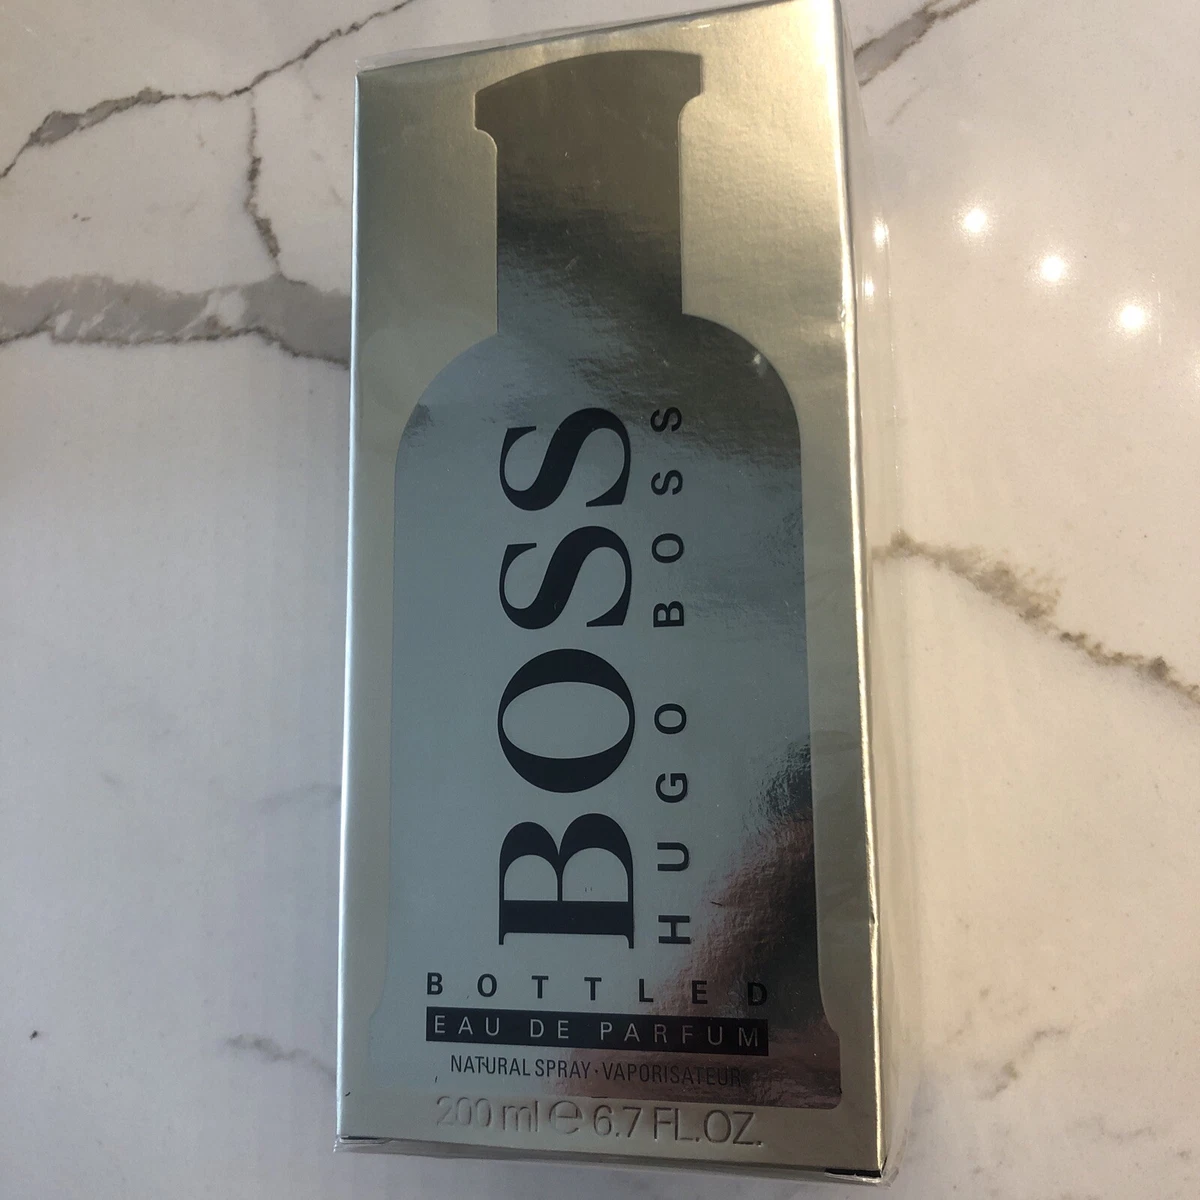 BOSS
HUGO BOSS
BOTTLED
EAU DE PARFUM
NATURAL SPRAY·VAPORISATEUR
200 ml ℮ 6.7 FL.OZ.